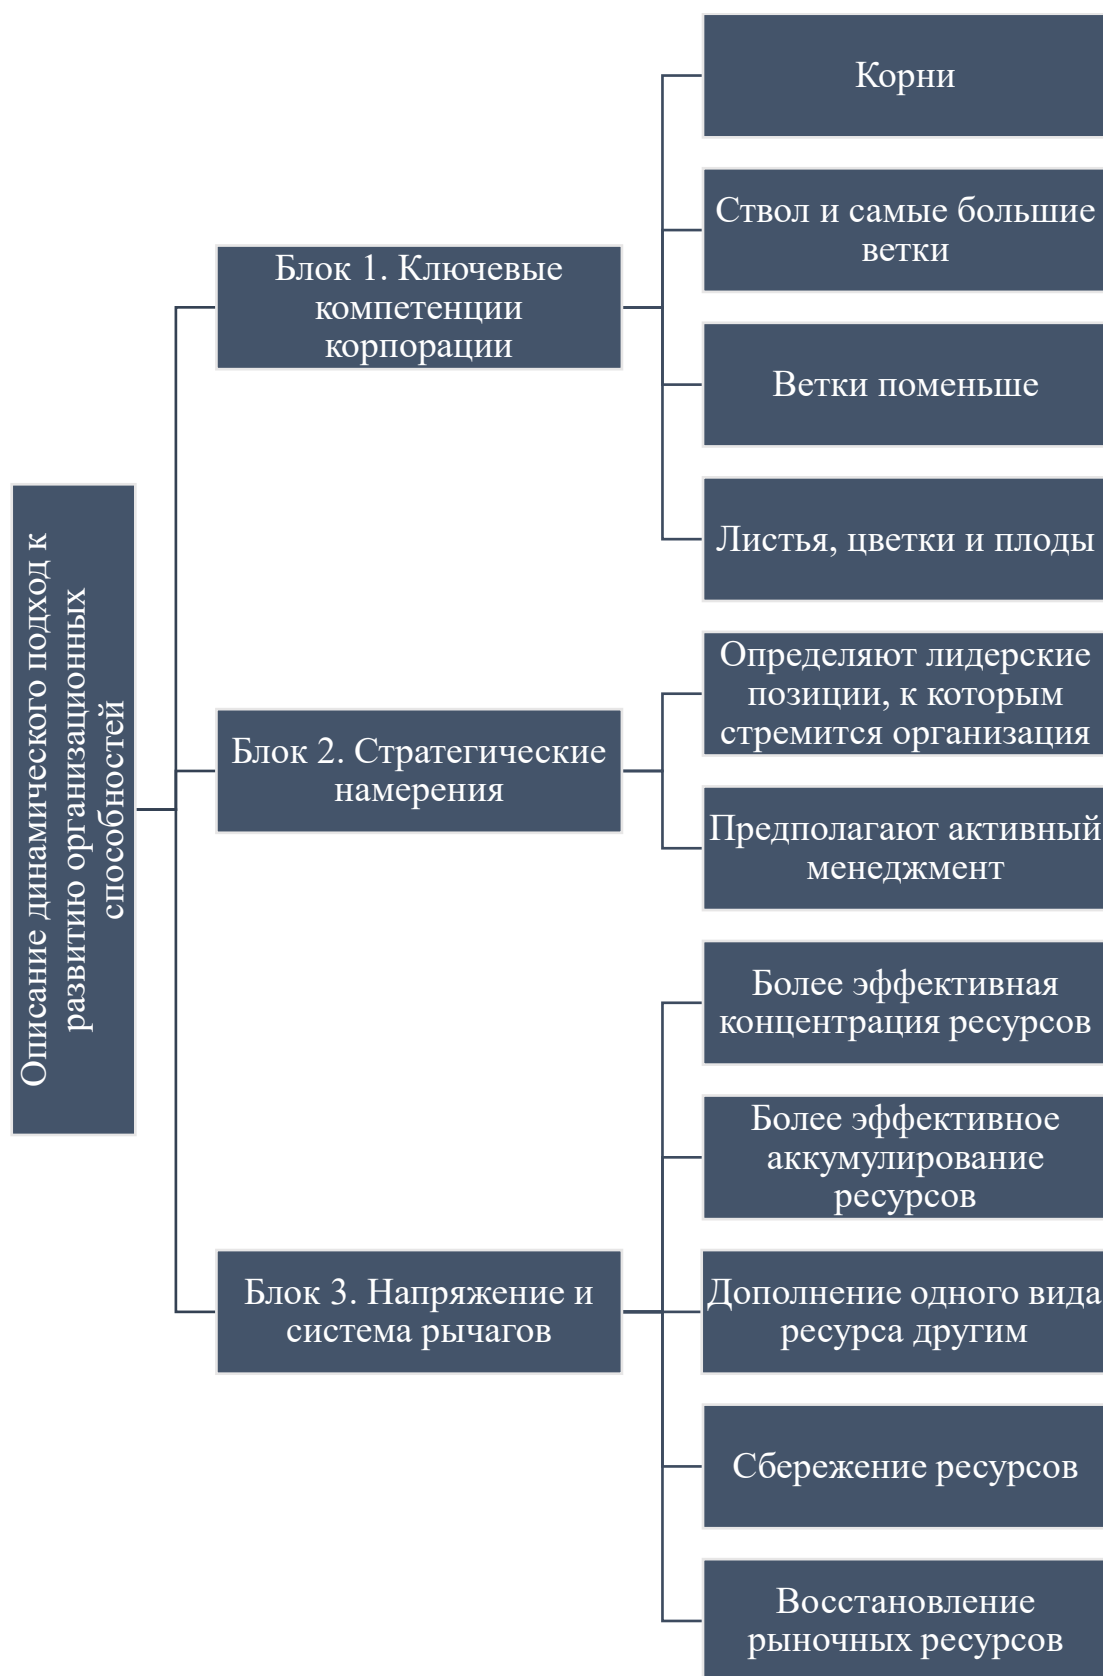 Описание динамического подход к
развитию организационных
способностей
Блок 1. Ключевые
компетенции
корпорации
Корни
Ствол и самые большие
ветки
Ветки поменьше
Листья, цветки и плоды
Блок 2. Стратегические
намерения
Определяют лидерские
позиции, к которым
стремится организация
Предполагают активный
менеджмент
Блок 3. Напряжение и
система рычагов
Более эффективная
концентрация ресурсов
Более эффективное
аккумулирование
ресурсов
Дополнение одного вида
ресурса другим
Сбережение ресурсов
Восстановление
рыночных ресурсов